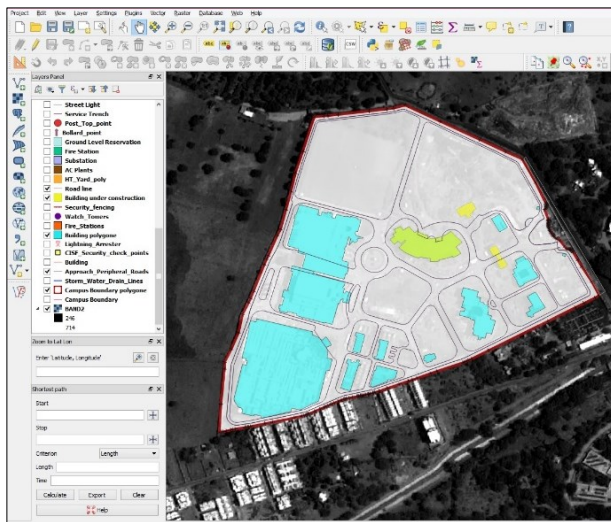 Project Edit View Layer Settings Plugins Vector Raster Database Web Help
Layers Panel
Street Light
Service Trench
Post_Top_point
Bollard_point
Ground Level Reservation
Fire Station
Substation
AC Plants
HT_Yard_poly
Road line
Building under construction
Security_fencing
Watch_Towers
Fire_Stations
Building polygone
Lightning_Arrester
CISF_Security_check_points
Building
Approach_Peripheral_Roads
Storm_Water_Drain_Lines
Campus Boundary polygone
Campus Boundary
BAND2
246
714
Zoom to Lat Lon
Enter 'Latitude, Longitude'
Shortest path
Start
Stop
Criterion Length
Length
Time
Calculate Export Clear
Help